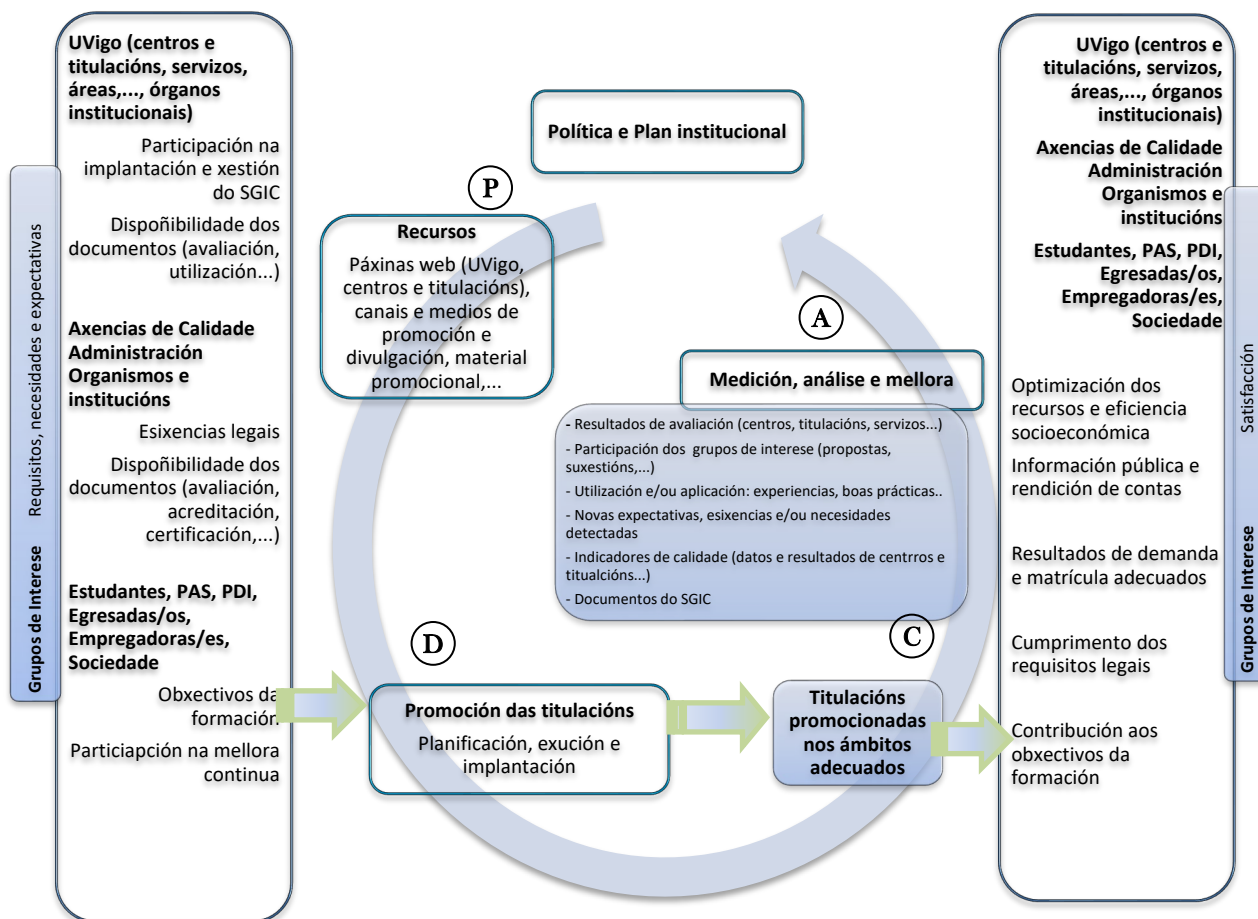 Grupos de Interese    Requisitos, necesidades e expectativas
UVigo (centros e
titulacións, servizos,
áreas,..., órganos
institucionais)
Participación na
implantación e xestión
do SGIC
Dispoñibilidade dos
documentos (avaliación,
utilización...)
Axencias de Calidade
Administración
Organismos e
institucións
Esixencias legais
Dispoñibilidade dos
documentos (avaliación,
acreditación,
certificación,...)
Estudantes, PAS, PDI,
Egresadas/os,
Empregadoras/es,
Sociedade
Obxectivos da
formación
Particiapción na mellora
continua
Política e Plan institucional
P
Recursos
Páxinas web (UVigo,
centros e titulacións),
canais e medios de
promoción e
divulgación, material
promocional,...
A
Medición, análise e mellora
- Resultados de avaliación (centros, titulacións, servizos...)
- Participación dos grupos de interese (propostas,
suxestións,...)
- Utilización e/ou aplicación: experiencias, boas prácticas..
- Novas expectativas, esixencias e/ou necesidades
detectadas
- Indicadores de calidade (datos e resultados de centrros e
titualcións...)
- Documentos do SGIC
D
Promoción das titulacións
Planificación, exución e
implantación
C
Titulacións
promocionadas
nos ámbitos
adecuados
UVigo (centros e
titulacións, servizos,
áreas,..., órganos
institucionais)
Axencias de Calidade
Administración
Organismos e
institucións
Estudantes, PAS, PDI,
Egresadas/os,
Empregadoras/es,
Sociedade
Optimización dos
recursos e eficiencia
socioeconómica
Información pública e
rendición de contas
Resultados de demanda
e matrícula adecuados
Cumprimento dos
requisitos legais
Contribución aos
obxectivos da
formación
Grupos de Interese    Satisfacción